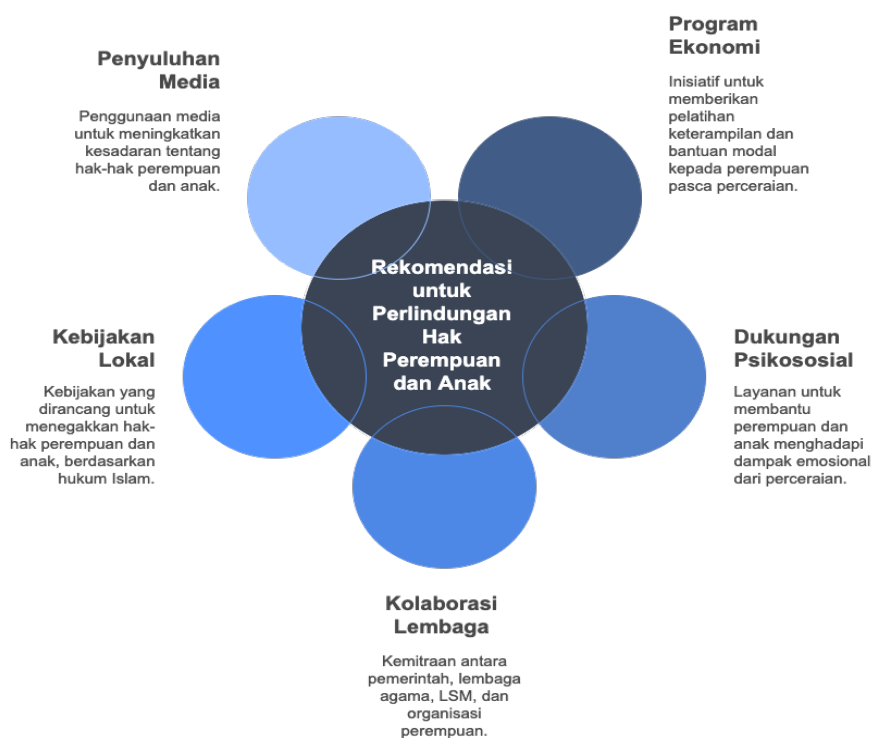 Penyuluhan
Media
Penggunaan media
untuk meningkatkan
kesadaran tentang
hak-hak perempuan
dan anak.
Program
Ekonomi
Inisiatif untuk
memberikan
pelatihan
keterampilan dan
bantuan modal
kepada perempuan
pasca perceraian.
Rekomendasi
untuk
Perlindungan
Hak
Perempuan
dan Anak
Kebijakan
Lokal
Kebijakan yang
dirancang untuk
menegakkan hak-
hak perempuan dan
anak, berdasarkan
hukum Islam.
Dukungan
Psikososial
Layanan untuk
membantu
perempuan dan
anak menghadapi
dampak emosional
dari perceraian.
Kolaborasi
Lembaga
Kemitraan antara
pemerintah, lembaga
agama, LSM, dan
organisasi
perempuan.